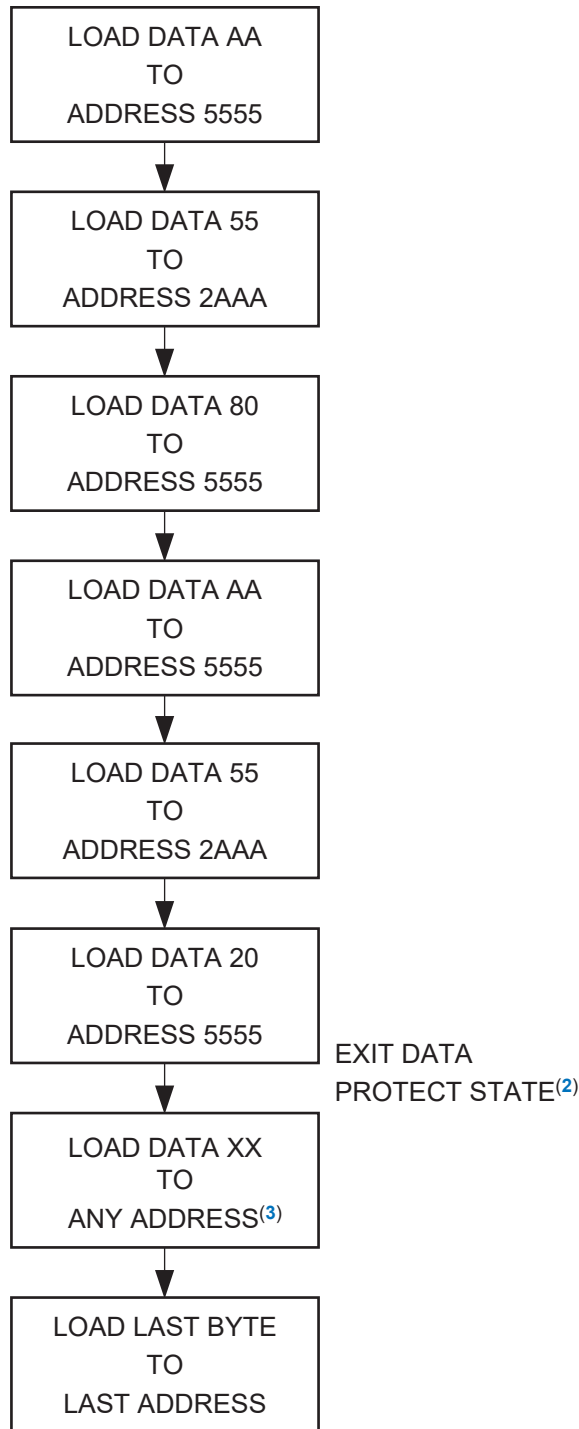 LOAD DATA AA
TO
ADDRESS 5555
LOAD DATA 55
TO
ADDRESS 2AAA
LOAD DATA 80
TO
ADDRESS 5555
LOAD DATA AA
TO
ADDRESS 5555
LOAD DATA 55
TO
ADDRESS 2AAA
LOAD DATA 20
TO
ADDRESS 5555
EXIT DATA
PROTECT STATE(2)
LOAD DATA XX
TO
ANY ADDRESS(3)
LOAD LAST BYTE
TO
LAST ADDRESS